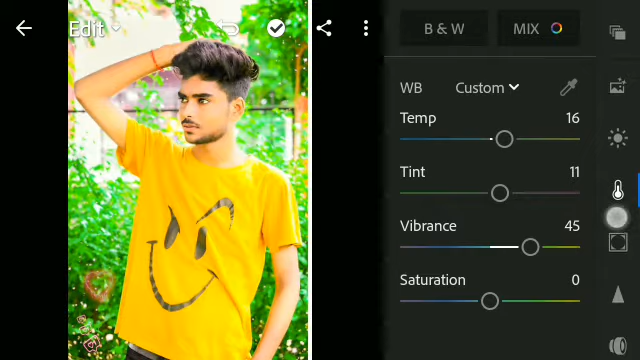 Edit
B & W
MIX
WB
Custom
Temp
16
Tint
11
Vibrance
45
Saturation
0